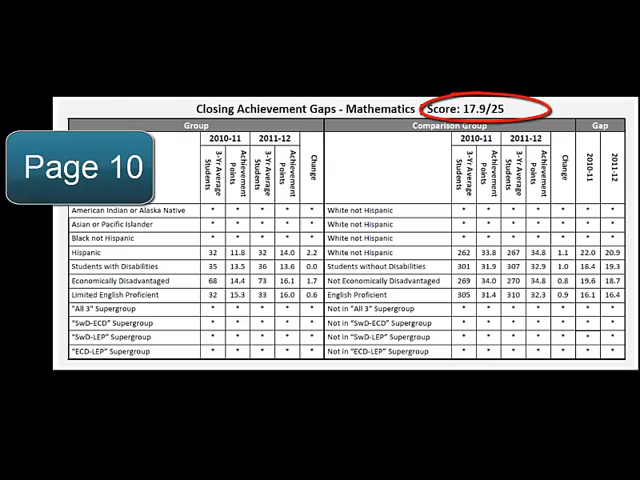 Closing Achievement Gaps - Mathematics Score: 17.9/25
Group Comparison Group Gap
Page 10
2010-11 2011-12 2010-11 2011-12
3-Yr Average Students Achievement Points 3-Yr Average Students Achievement Points Change 3-Yr Average Students Achievement Points 3-Yr Average Students Achievement Points Change 2010-11 2011-12
American Indian or Alaska Native * * * * * White not Hispanic * * * * * * *
Asian or Pacific Islander * * * * * White not Hispanic * * * * * * *
Black not Hispanic * * * * * White not Hispanic * * * * * * *
Hispanic 32 11.8 32 14.0 2.2 White not Hispanic 262 33.8 267 34.8 1.1 22.0 20.9
Students with Disabilities 35 13.5 36 13.6 0.0 Students without Disabilities 301 31.9 307 32.9 1.0 18.4 19.3
Economically Disadvantaged 68 14.4 73 16.1 1.7 Not Economically Disadvantaged 269 34.0 270 34.8 0.8 19.6 18.7
Limited English Proficient 32 15.3 33 16.0 0.6 English Proficient 305 31.4 310 32.3 0.9 16.1 16.4
"All 3" Supergroup * * * * * Not in "All 3" Supergroup * * * * * * *
"SwD-ECD" Supergroup * * * * * Not in "SwD-ECD" Supergroup * * * * * * *
"SwD-LEP" Supergroup * * * * * Not in "SwD-LEP" Supergroup * * * * * * *
"ECD-LEP" Supergroup * * * * * Not in "ECD-LEP" Supergroup * * * * * * *